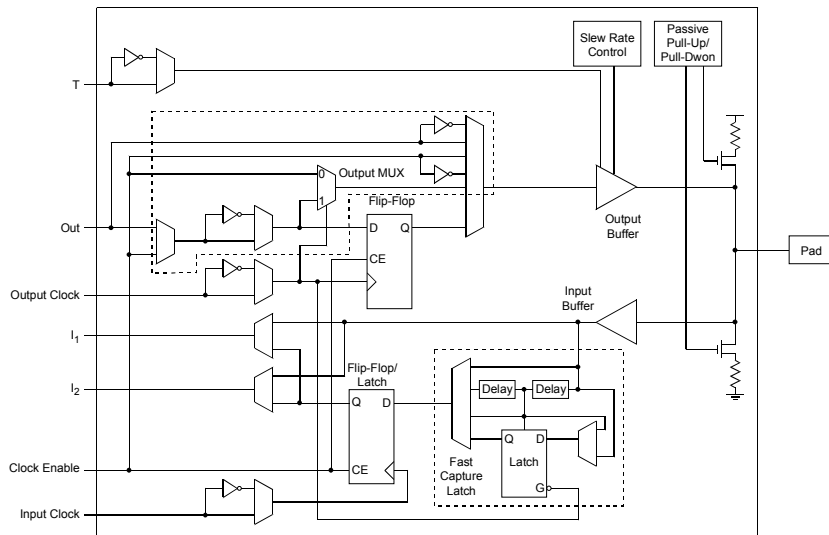 Slew Rate
Control
Passive
Pull-Up/
Pull-Dwon
T
Output MUX
0
1
Flip-Flop
D
Q
CE
Out
Output
Buffer
Pad
Output Clock
Input
Buffer
I1
Flip-Flop/
Latch
I2
Delay
Delay
Q
D
Q
D
Latch
G
Fast
Capture
Latch
Clock Enable
CE
Input Clock